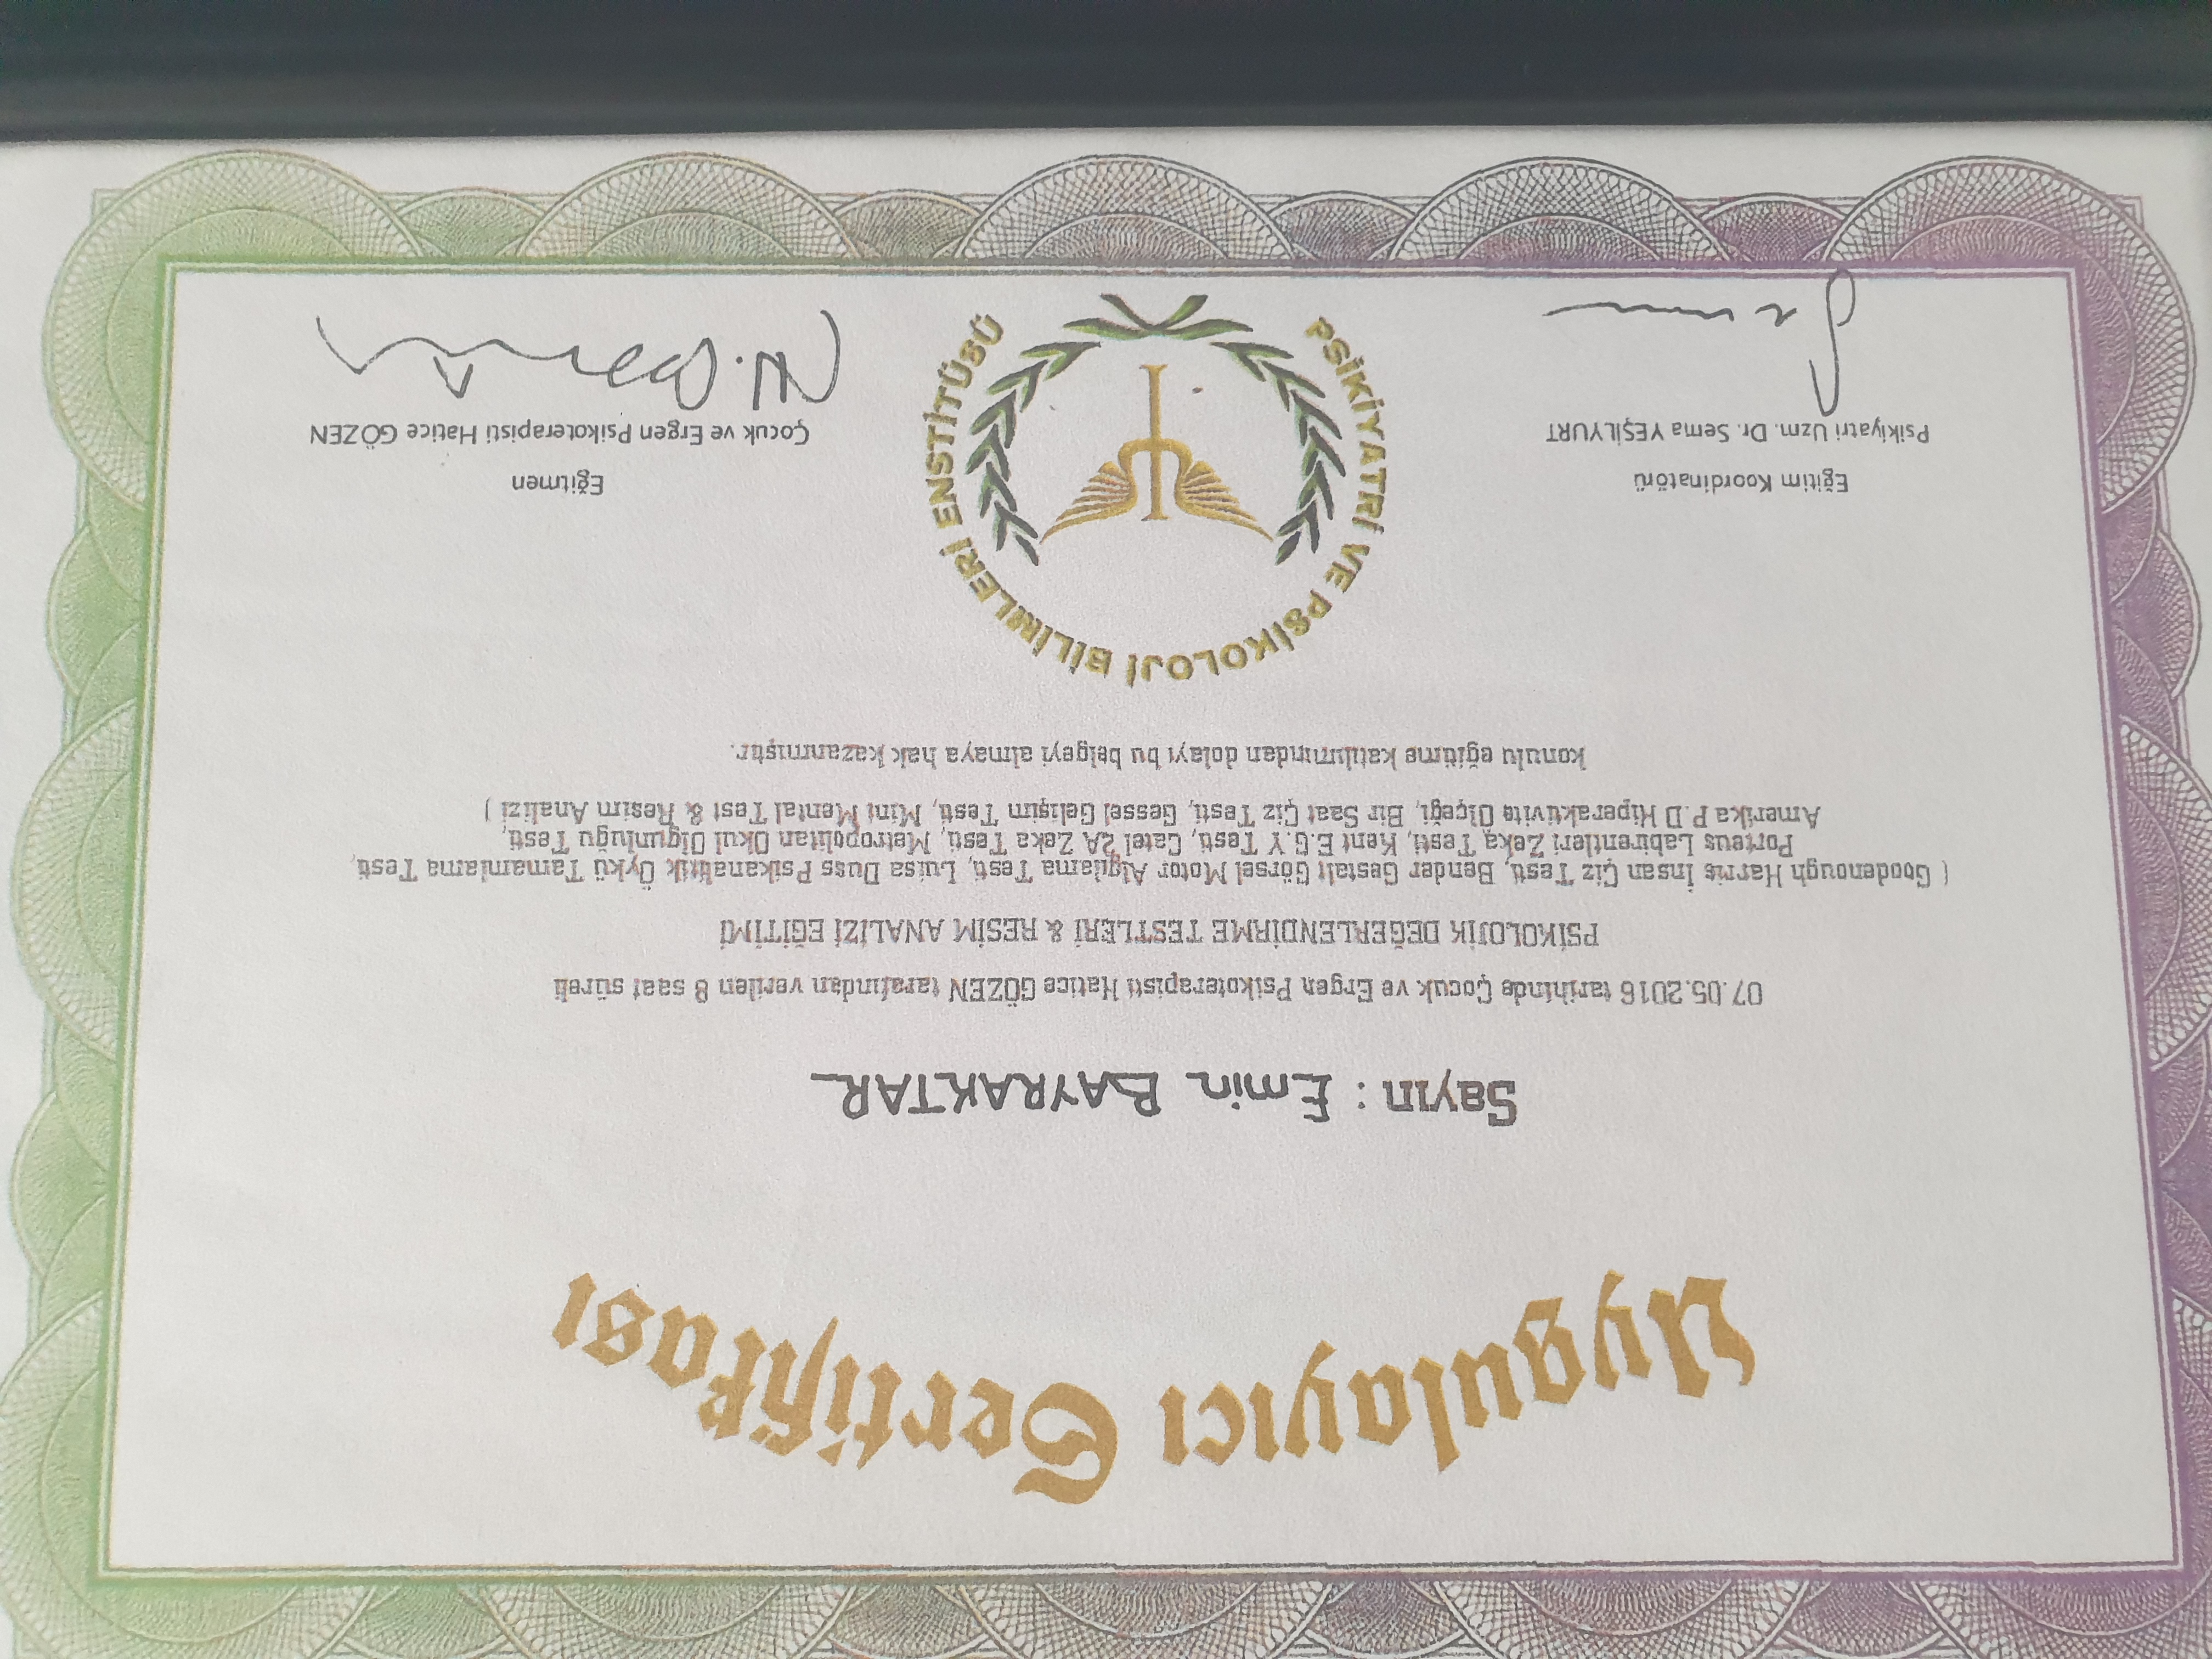 Uygulayıcı Sertifikası
Sayın : Emin BAYRAKTAR
07.05.2016 tarihinde Çocuk ve Ergen Psikoterapisti Hatice GÖZEN tarafından verilen 8 saat süreli
PSİKOLOJİK DEĞERLENDİRME TESTLERİ & RESİM ANALİZİ EĞİTİMİ
( Goodenough Harris İnsan Çiz Testi, Bender Gestalt Görsel Motor Algılama Testi, Luisa Duss Psikanalitik Öykü Tamamlama Testi,
Porteus Labirentleri Zeka Testi, Kent E.G.Y Testi, Catel 2A Zeka Testi, Metropolitan Okul Olgunluğu Testi,
Amerika P.D Hiperaktivite Ölçeği, Bir Saat Çiz Testi, Gessel Gelişim Testi, Mini Mental Test & Resim Analizi )
konulu eğitime katılımından dolayı bu belgeyi almaya hak kazanmıştır.
PSİKİYATRİ VE PSİKOLOJİ BİLİMLERİ ENSTİTÜSÜ
Eğitim Koordinatörü
Psikiyatri Uzm. Dr. Sema YEŞİLYURT
Eğitmen
Çocuk ve Ergen Psikoterapisti Hatice GÖZEN